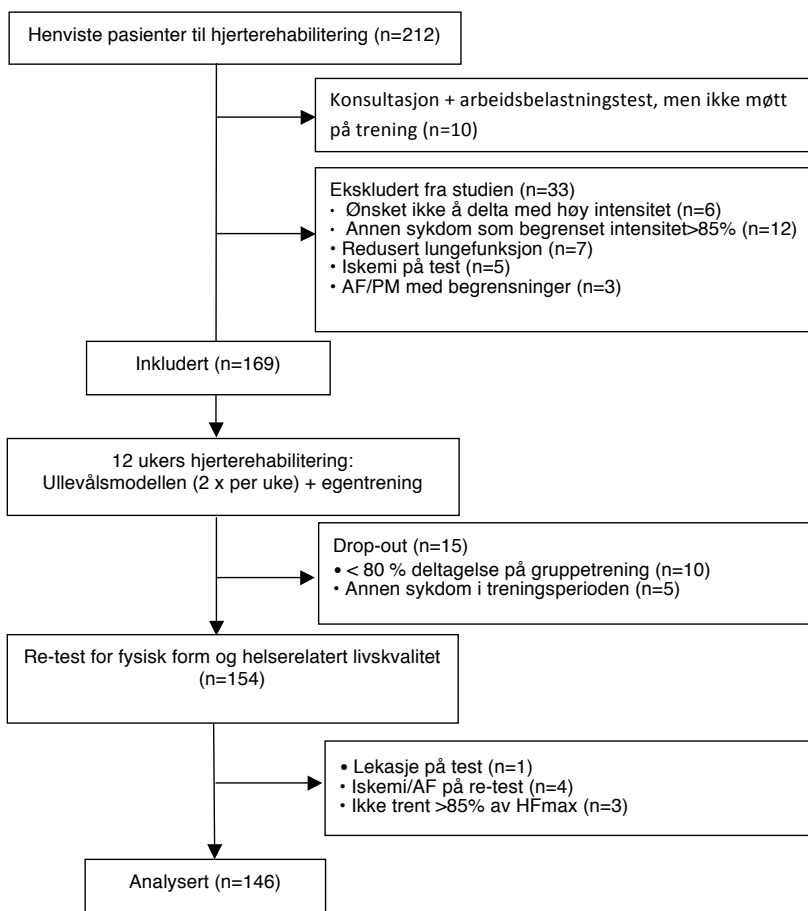 Henviste pasienter til hjerterehabilitering (n=212)
Konsultasjon + arbeidsbelastningstest, men ikke møtt
på trening (n=10)
Ekskludert fra studien (n=33)
• Ønsket ikke å delta med høy intensitet (n=6)
• Annen sykdom som begrenset intensitet>85% (n=12)
• Redusert lungefunksjon (n=7)
• Iskemi på test (n=5)
• AF/PM med begrensninger (n=3)
Inkludert (n=169)
12 ukers hjerterehabilitering:
Ullevålsmodellen (2 x per uke) + egentrening
Drop-out (n=15)
• < 80 % deltagelse på gruppetrening (n=10)
• Annen sykdom i treningsperioden (n=5)
Re-test for fysisk form og helserelatert livskvalitet
(n=154)
• Lekasje på test (n=1)
• Iskemi/AF på re-test (n=4)
• Ikke trent >85% av HFmax (n=3)
Analysert (n=146)